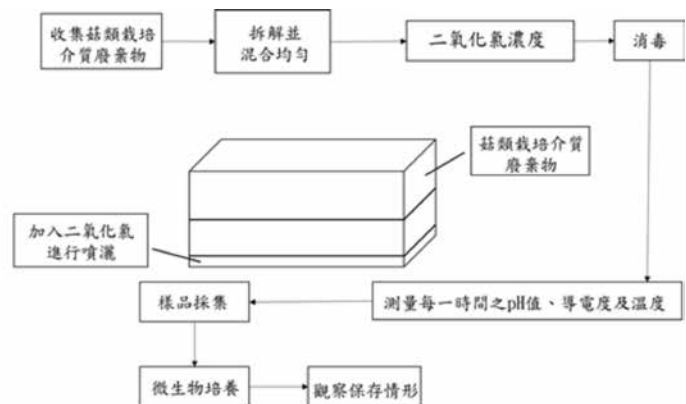 收集菇類栽培
介質廢棄物
拆解並
混合均勻
二氧化氯濃度
消毒
菇類栽培介質
廢棄物
加入二氧化氯
進行噴灑
測量每一時間之pH值、導電度及溫度
樣品採集
微生物培養
觀察保存情形